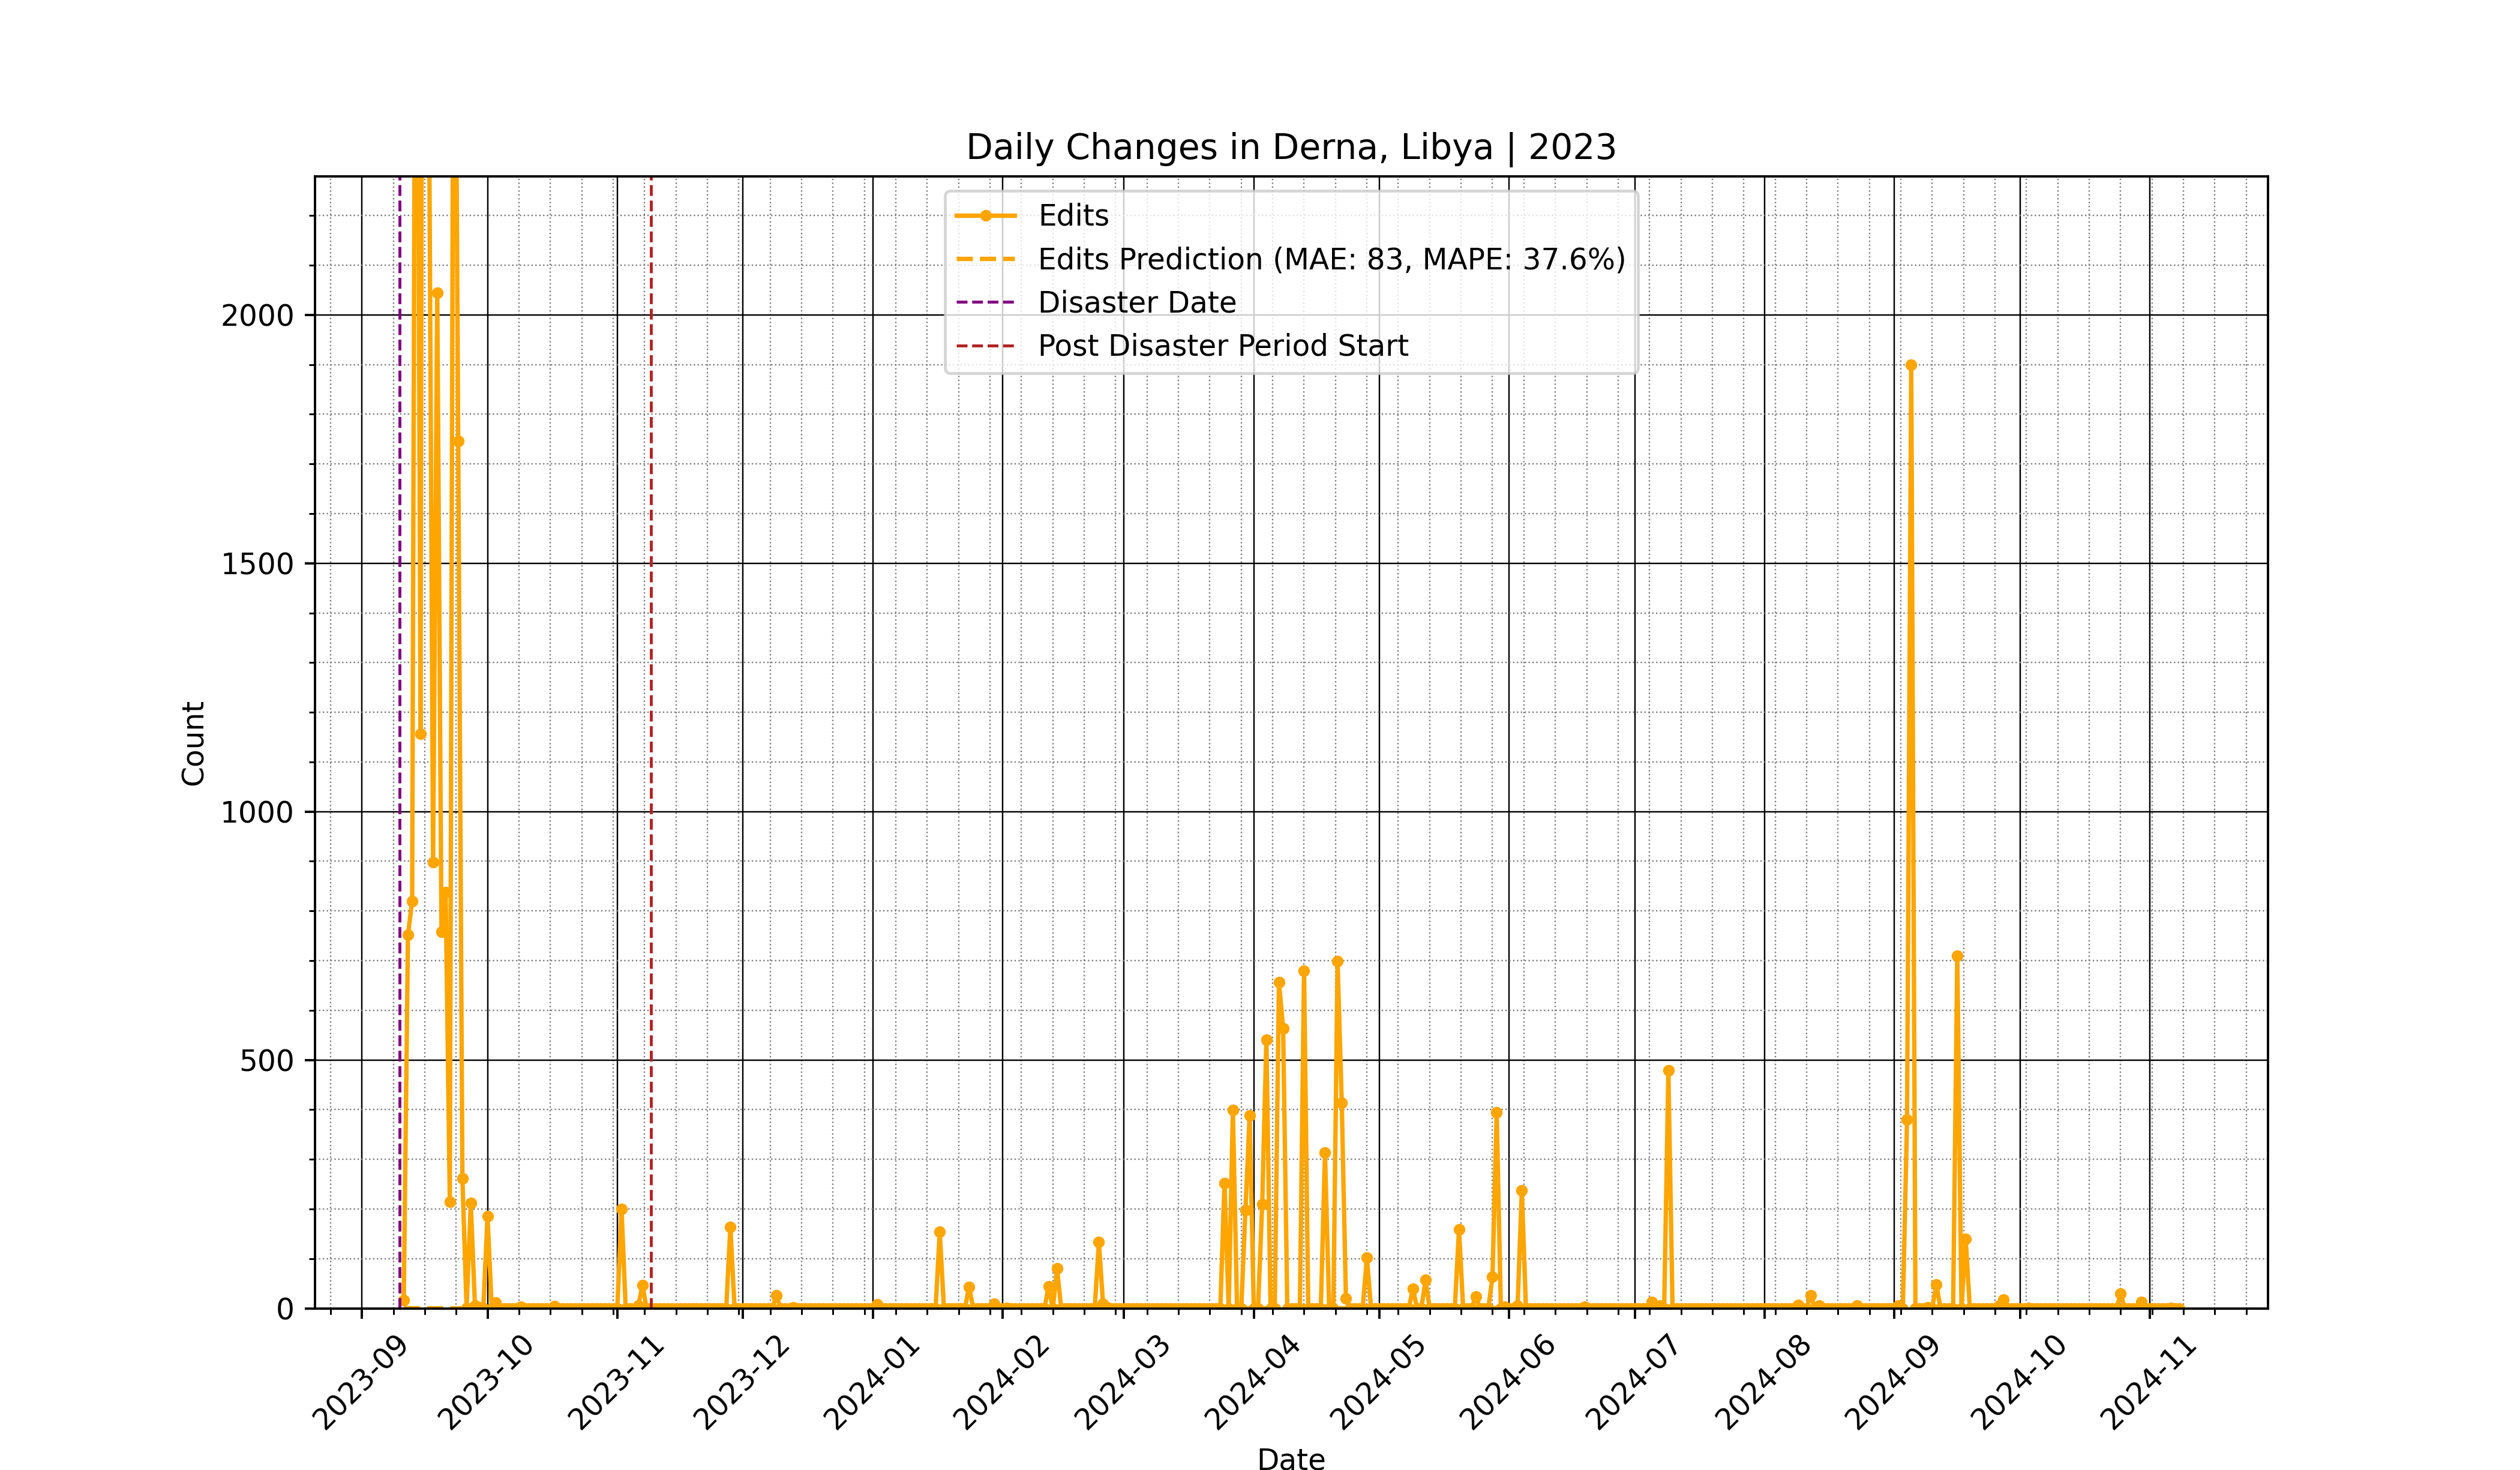 Daily Changes in Derna, Libya | 2023
Edits
Edits Prediction (MAE: 83, MAPE: 37.6%)
Disaster Date
Post Disaster Period Start
Count
2000
1500
1000
500
0
2023-09
2023-10
2023-11
2023-12
2024-01
2024-02
2024-03
2024-04
2024-05
2024-06
2024-07
2024-08
2024-09
2024-10
2024-11
Date